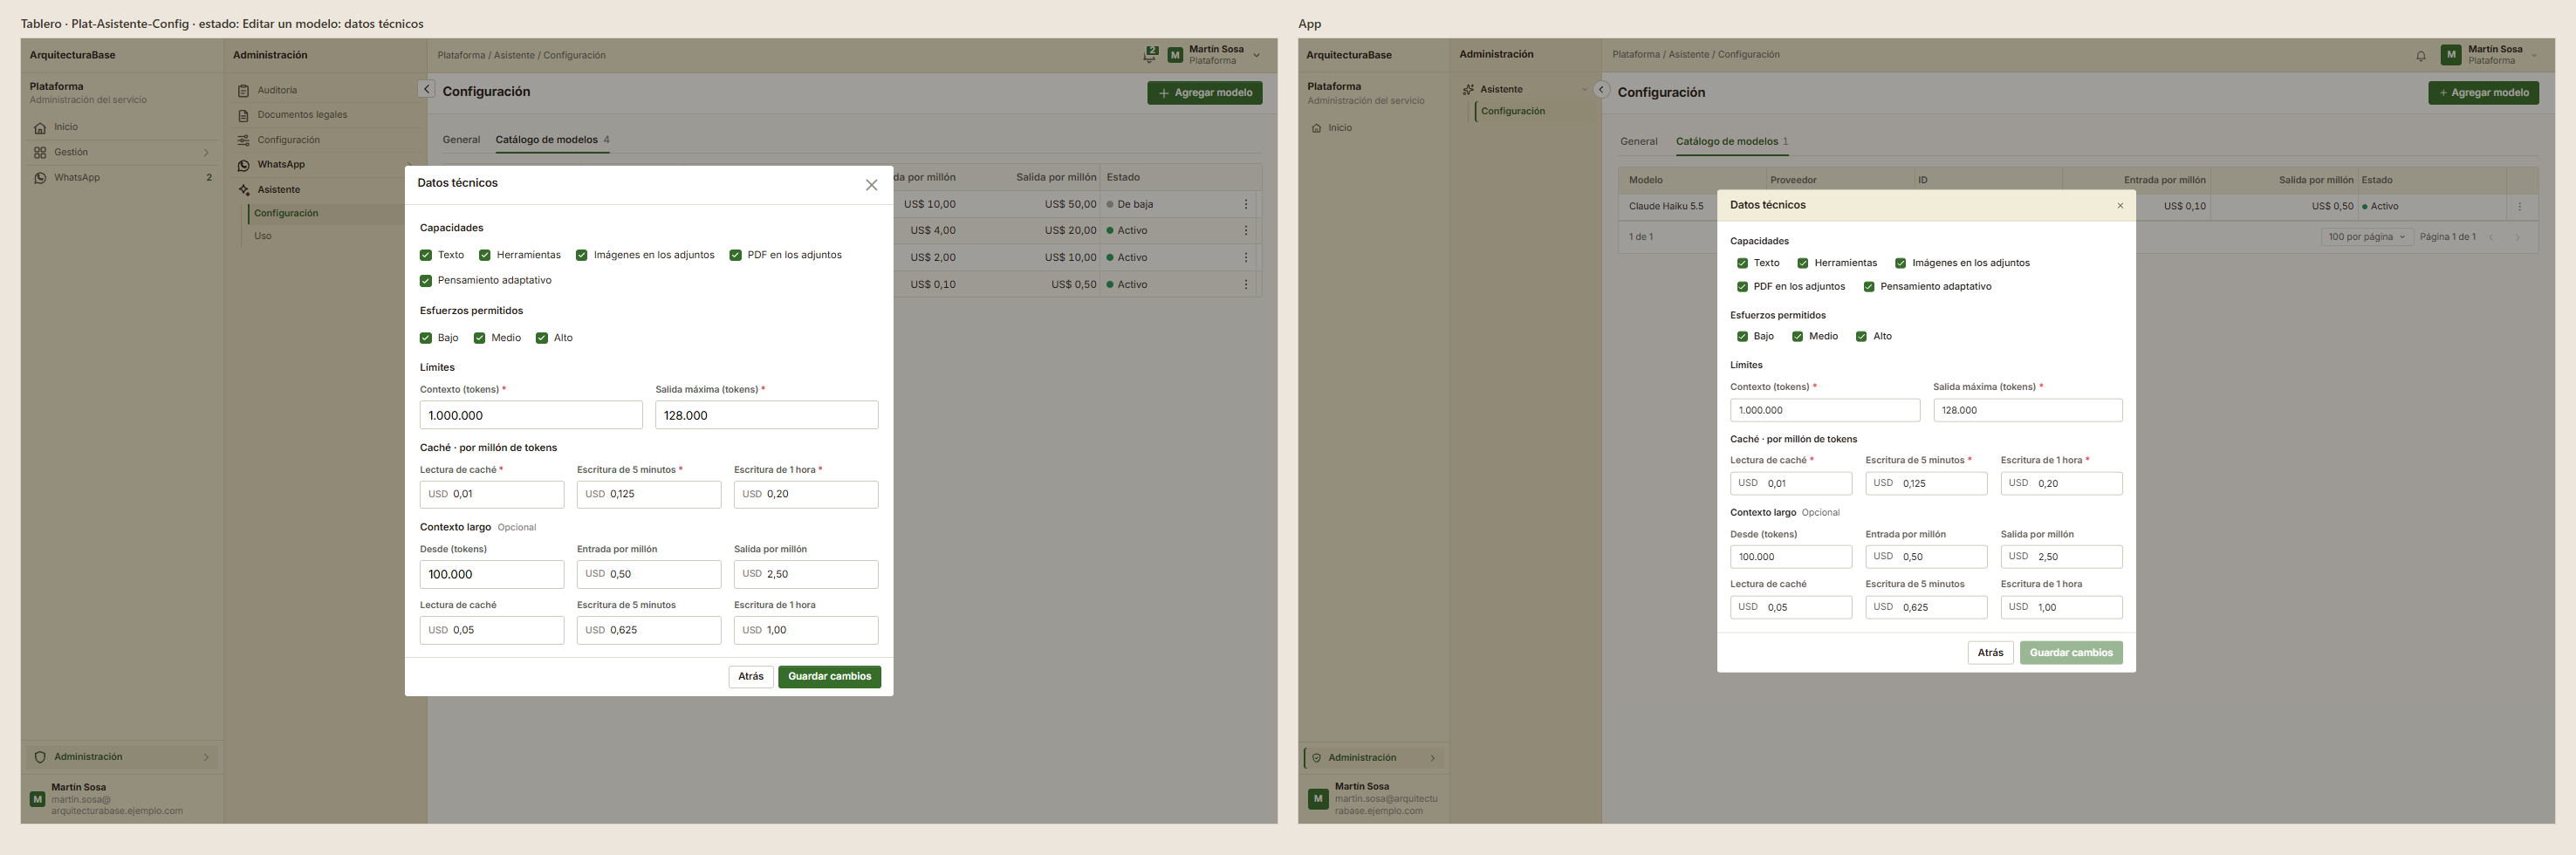 Tablero · Plat-Asistente-Config · estado: Editar un modelo: datos técnicos
ArquitecturaBase
Plataforma
Administración del servicio
Inicio
Gestión
WhatsApp 2
Administración
Martín Sosa
martin.sosa@
arquitecturabase.ejemplo.com
Administración
Auditoria
Documentos legales
Configuración
WhatsApp
Asistente
Configuración
Uso
Plataforma / Asistente / Configuración
2
M
Martín Sosa
Plataforma
Configuración
+ Agregar modelo
General
Catálogo de modelos 4
da por millón Salida por millón Estado
US$ 10,00 US$ 50,00 De baja
US$ 4,00 US$ 20,00 Activo
US$ 2,00 US$ 10,00 Activo
US$ 0,10 US$ 0,50 Activo
Datos técnicos
Capacidades
Texto Herramientas Imágenes en los adjuntos PDF en los adjuntos
Pensamiento adaptativo
Esfuerzos permitidos
Bajo Medio Alto
Límites
Contexto (tokens) * Salida máxima (tokens) *
1.000.000 128.000
Caché · por millón de tokens
Lectura de caché * Escritura de 5 minutos * Escritura de 1 hora *
USD 0,01 USD 0,125 USD 0,20
Contexto largo Opcional
Desde (tokens) Entrada por millón Salida por millón
100.000 USD 0,50 USD 2,50
Lectura de caché Escritura de 5 minutos Escritura de 1 hora
USD 0,05 USD 0,625 USD 1,00
Atrás Guardar cambios
M
App
ArquitecturaBase
Plataforma
Administración del servicio
Inicio
Administración
M
Martín Sosa
martin.sosa@arquitectu
rabase.ejemplo.com
Administración
Asistente
Configuración
Plataforma / Asistente / Configuración
M
Martín Sosa
Plataforma
Configuración
+ Agregar modelo
General
Catálogo de modelos 1
Modelo Proveedor ID Entrada por millón Salida por millón Estado
Claude Haiku 5.5 US$ 0,10 US$ 0,50 Activo
1 de 1 100 por página Página 1 de 1
Datos técnicos
Capacidades
Texto Herramientas Imágenes en los adjuntos
PDF en los adjuntos Pensamiento adaptativo
Esfuerzos permitidos
Bajo Medio Alto
Límites
Contexto (tokens) * Salida máxima (tokens) *
1.000.000 128.000
Caché · por millón de tokens
Lectura de caché * Escritura de 5 minutos * Escritura de 1 hora *
USD 0,01 USD 0,125 USD 0,20
Contexto largo Opcional
Desde (tokens) Entrada por millón Salida por millón
100.000 USD 0,50 USD 2,50
Lectura de caché Escritura de 5 minutos Escritura de 1 hora
USD 0,05 USD 0,625 USD 1,00
Atrás Guardar cambios